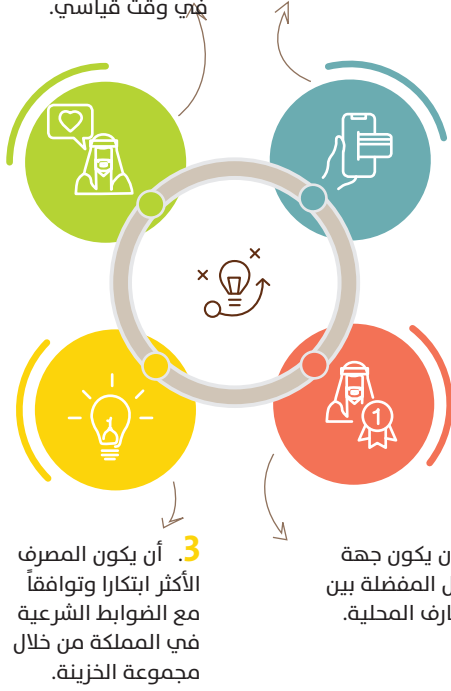 في وقت قياسي.
1
ن يكون جهة
ل المفضلة بين
ارف المحلية.
3. أن يكون المصرف
الأكثر ابتكارا وتوافقاً
مع الضوابط الشرعية
في المملكة من خلال
مجموعة الخزينة.